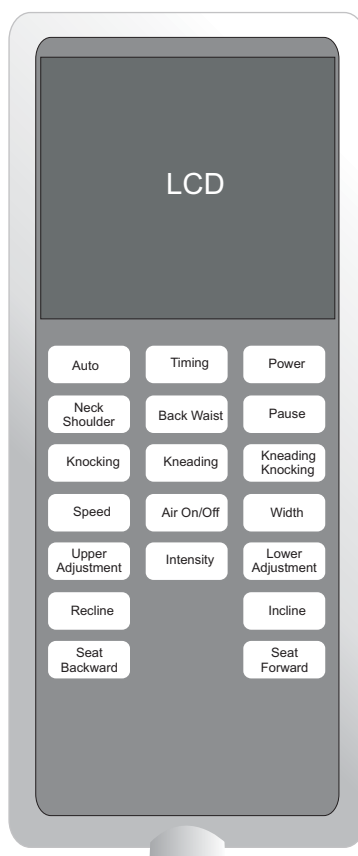 LCD
Auto
Timing
Power
Neck
Shoulder
Back Waist
Pause
Knocking
Kneading
Kneading
Knocking
Speed
Air On/Off
Width
Upper
Adjustment
Intensity
Lower
Adjustment
Recline
Incline
Seat
Backward
Seat
Forward